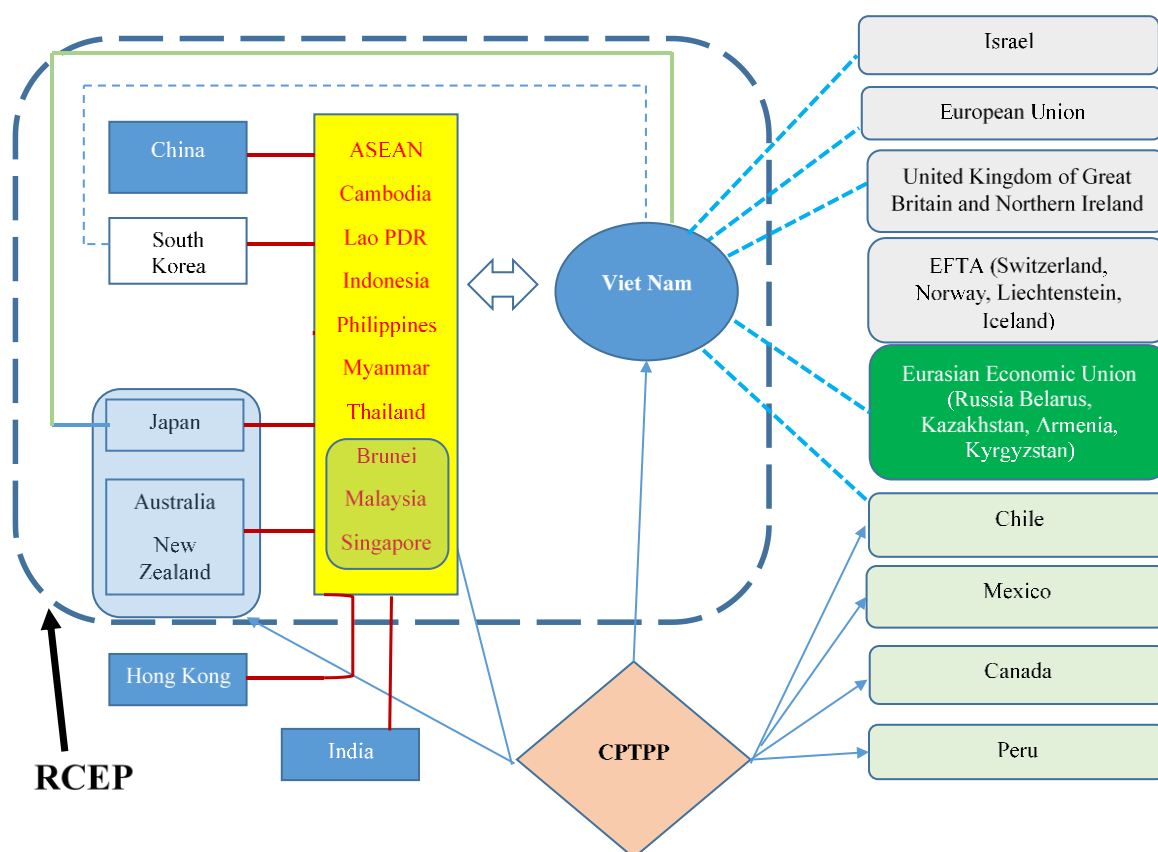 Israel
European Union
United Kingdom of Great
Britain and Northern Ireland
EFTA (Switzerland,
Norway, Liechtenstein,
Iceland)
Eurasian Economic Union
(Russia Belarus,
Kazakhstan, Armenia,
Kyrgyzstan)
Chile
Mexico
Canada
Peru
China
South
Korea
Japan
Australia
New
Zealand
ASEAN
Cambodia
Lao PDR
Indonesia
Philippines
Myanmar
Thailand
Brunei
Malaysia
Singapore
Viet Nam
Hong Kong
India
CPTPP
RCEP